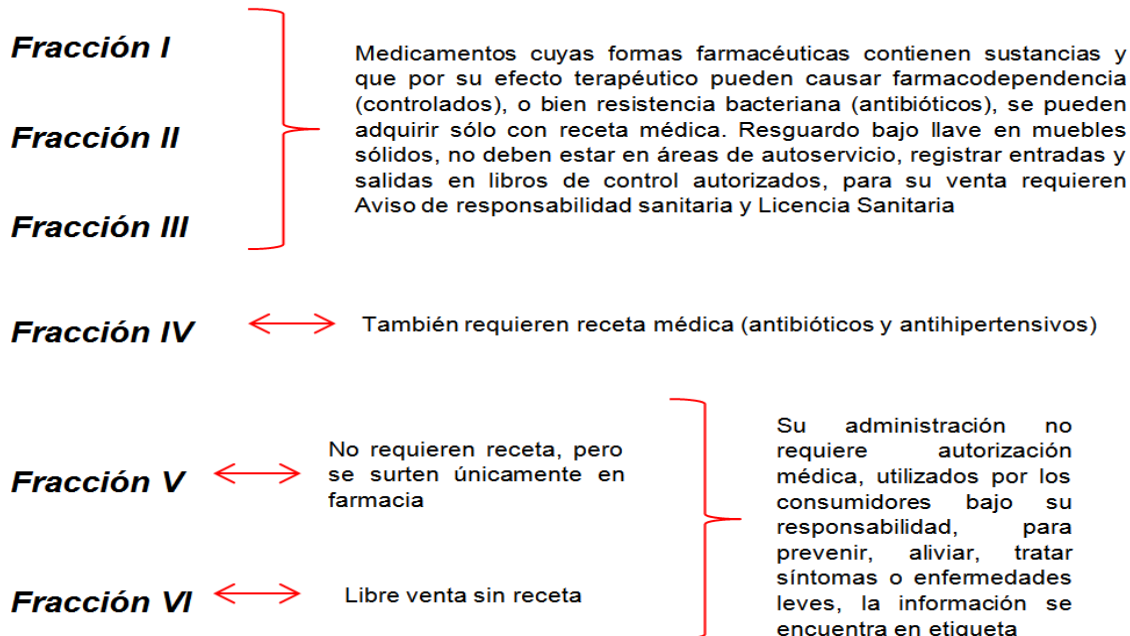 Fracción I
Medicamentos cuyas formas farmacéuticas contienen sustancias y
que por su efecto terapéutico pueden causar farmacodependencia
(controlados), o bien resistencia bacteriana (antibióticos), se pueden
adquirir sólo con receta médica. Resguardo bajo llave en muebles
sólidos, no deben estar en áreas de autoservicio, registrar entradas y
salidas en libros de control autorizados, para su venta requieren
Aviso de responsabilidad sanitaria y Licencia Sanitaria
Fracción II
Fracción III
Fracción IV
También requieren receta médica (antibióticos y antihipertensivos)
Fracción V
No requieren receta, pero
se surten únicamente en
farmacia
Fracción VI
Libre venta sin receta
Su administración no
requiere autorización
médica, utilizados por los
consumidores bajo su
responsabilidad, para
prevenir, aliviar, tratar
síntomas o enfermedades
leves, la información se
encuentra en etiqueta